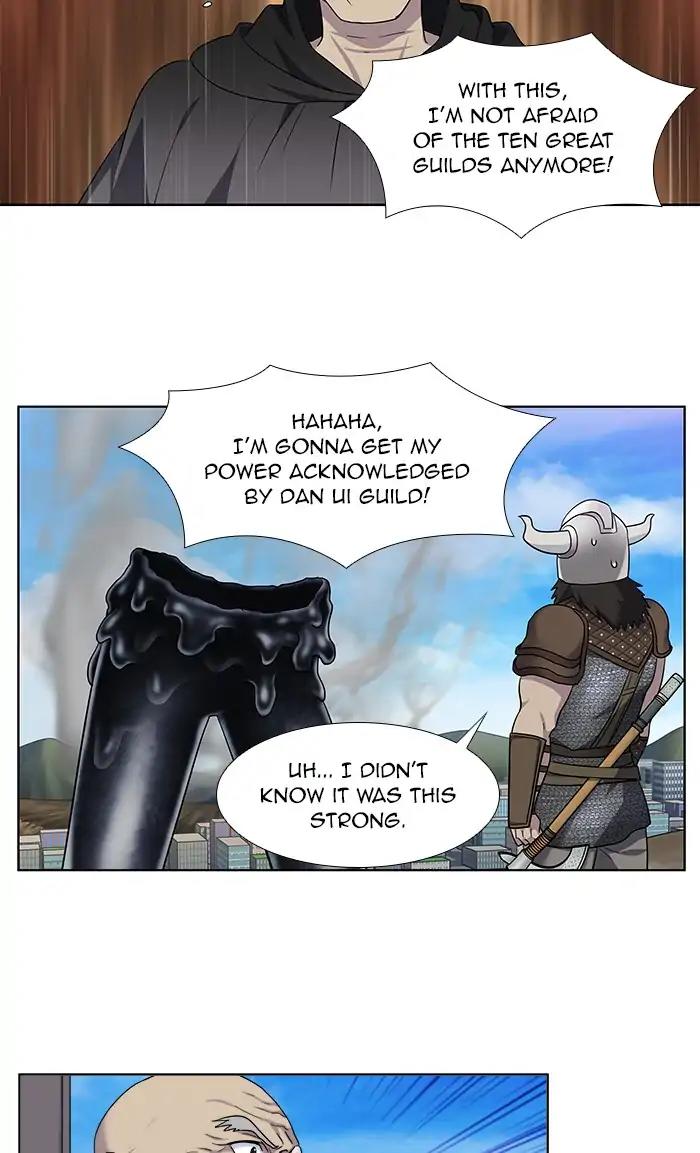 WITH THIS,
I'M NOT AFRAID
OF THE TEN GREAT
GUILDS ANYMORE!
HAHAHA,
I'M GONNA GET MY
POWER ACKNOWLEDGED
BY DAN UI GUILD!
UH... I DIDN'T
KNOW IT WAS THIS
STRONG.